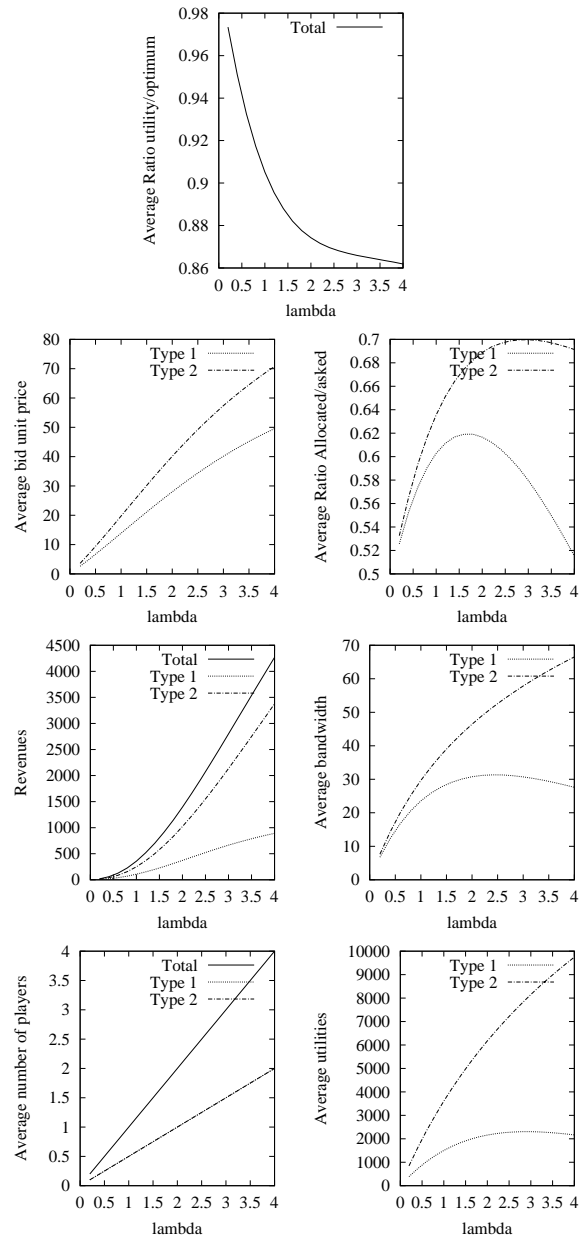 Average Ratio utility/optimum
0.98
0.96
0.94
0.92
0.9
0.88
0.86
Total
0 0.5 1 1.5 2 2.5 3 3.5 4
lambda
Average bid unit price
80
70
60
50
40
30
20
10
0
Type 1
Type 2
0 0.5 1 1.5 2 2.5 3 3.5 4
lambda
Average Ratio Allocated/asked
0.7
0.68
0.66
0.64
0.62
0.6
0.58
0.56
0.54
0.52
0.5
Type 1
Type 2
0 0.5 1 1.5 2 2.5 3 3.5 4
lambda
Revenues
4500
4000
3500
3000
2500
2000
1500
1000
500
0
Total
Type 1
Type 2
0 0.5 1 1.5 2 2.5 3 3.5 4
lambda
Average bandwidth
70
60
50
40
30
20
10
0
Type 1
Type 2
0 0.5 1 1.5 2 2.5 3 3.5 4
lambda
Average number of players
4
3.5
3
2.5
2
1.5
1
0.5
0
Total
Type 1
Type 2
0 0.5 1 1.5 2 2.5 3 3.5 4
lambda
Average utilities
10000
9000
8000
7000
6000
5000
4000
3000
2000
1000
0
Type 1
Type 2
0 0.5 1 1.5 2 2.5 3 3.5 4
lambda